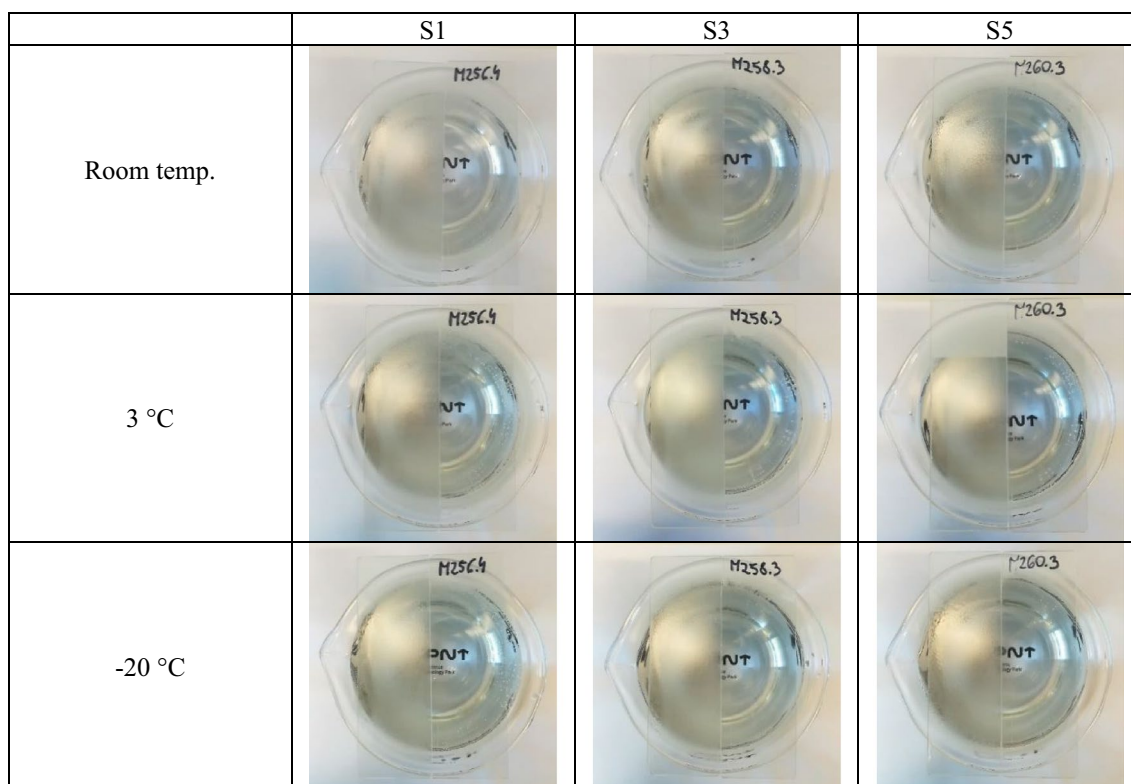 S1 S3 S5
M256.4 M258.3 M260.3
Room temp.
NT NT NT
M256.4 M258.3 M260.3
3 °C
NT NT NT
M256.4 M258.3 M260.3
-20 °C
PNT NT NT